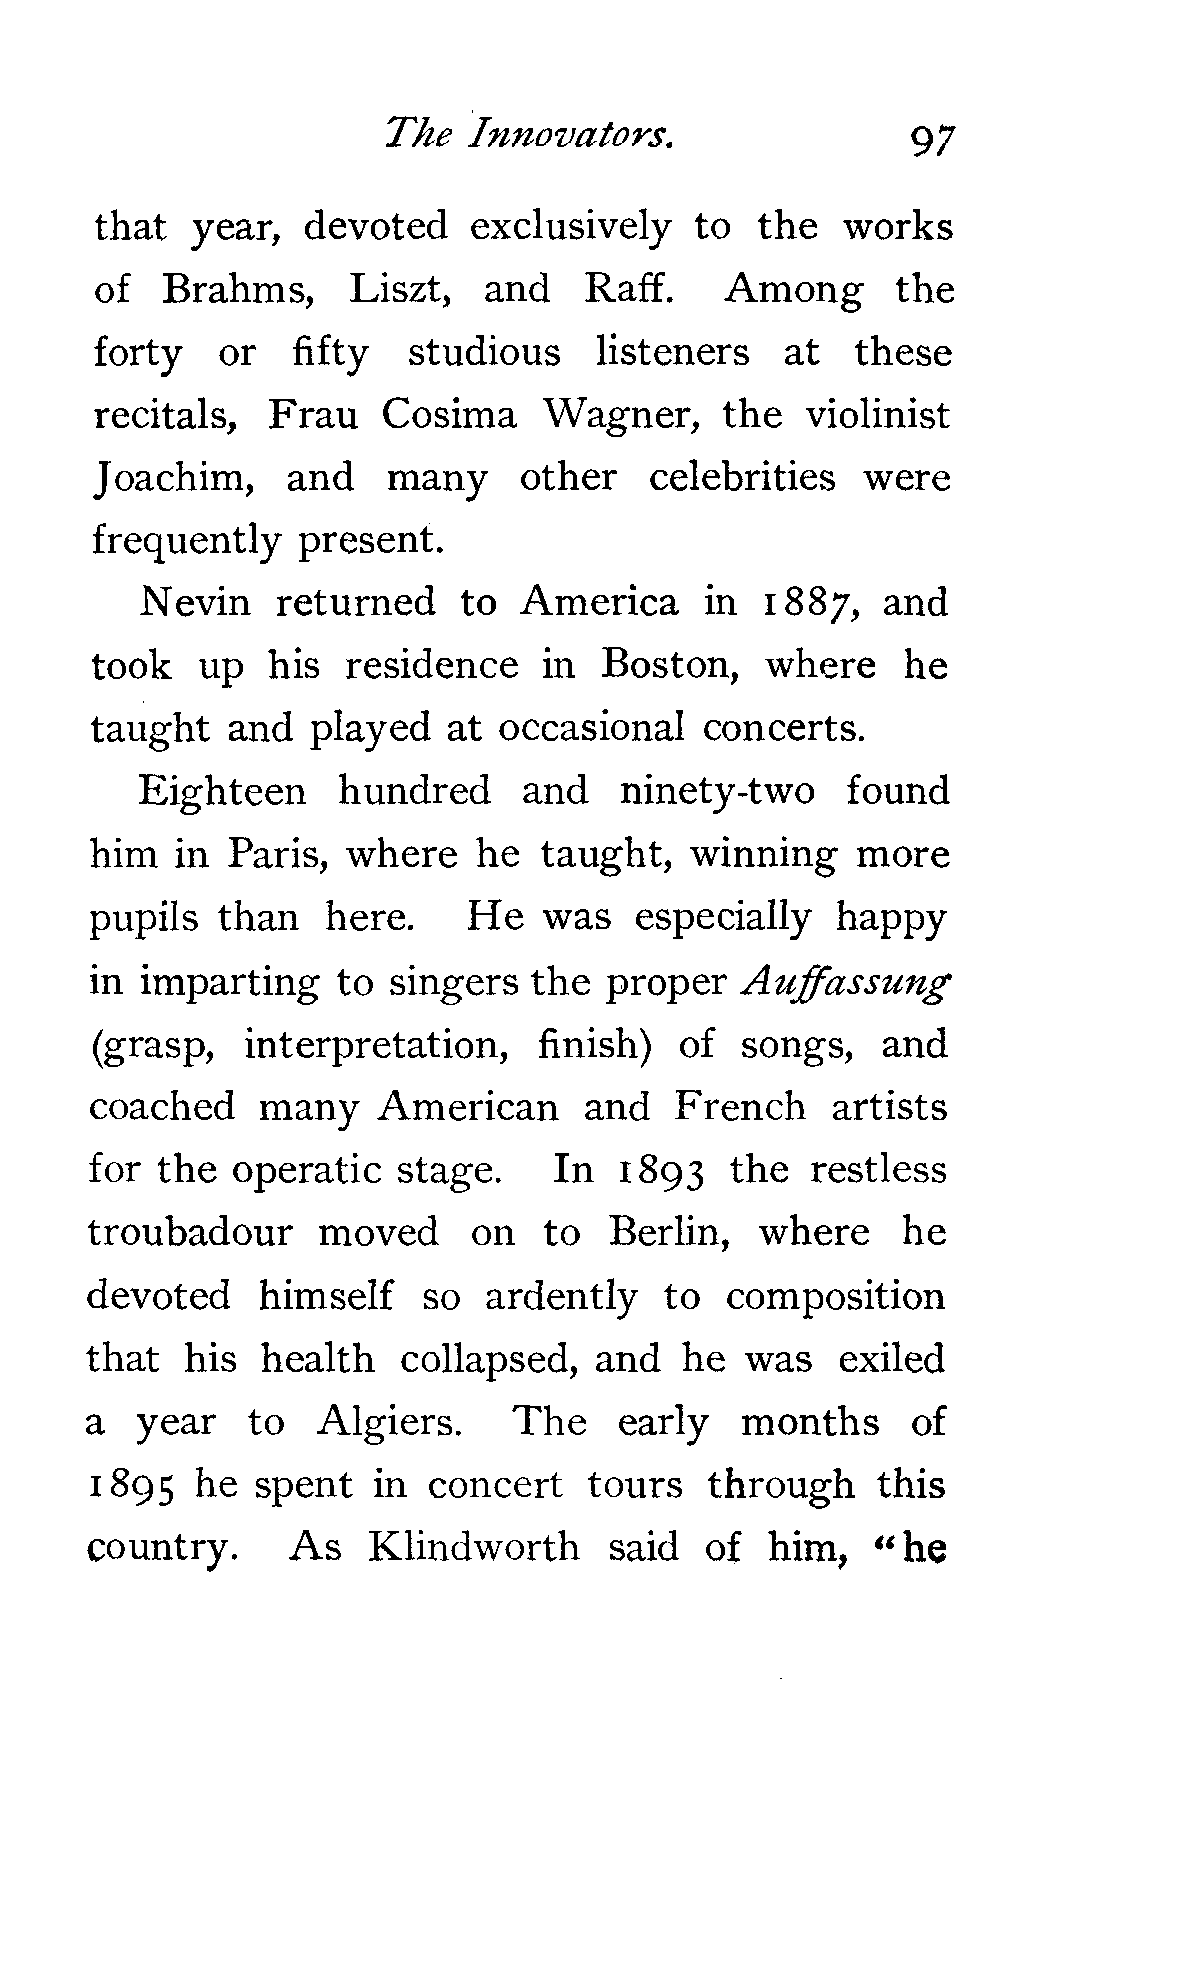 The Innovators. 97
that year, devoted exclusively to the works
of Brahms, Liszt, and Raff. Among the
forty or fifty studious listeners at these
recitals, Frau Cosima Wagner, the violinist
Joachim, and many other celebrities were
frequently present.
Nevin returned to America in 1887, and
took up his residence in Boston, where he
taught and played at occasional concerts.
Eighteen hundred and ninety-two found
him in Paris, where he taught, winning more
pupils than here. He was especially happy
in imparting to singers the proper Auffassung
(grasp, interpretation, finish) of songs, and
coached many American and French artists
for the operatic stage. In 1893 the restless
troubadour moved on to Berlin, where he
devoted himself so ardently to composition
that his health collapsed, and he was exiled
a year to Algiers. The early months of
1895 he spent in concert tours through this
country. As Klindworth said of him, "he